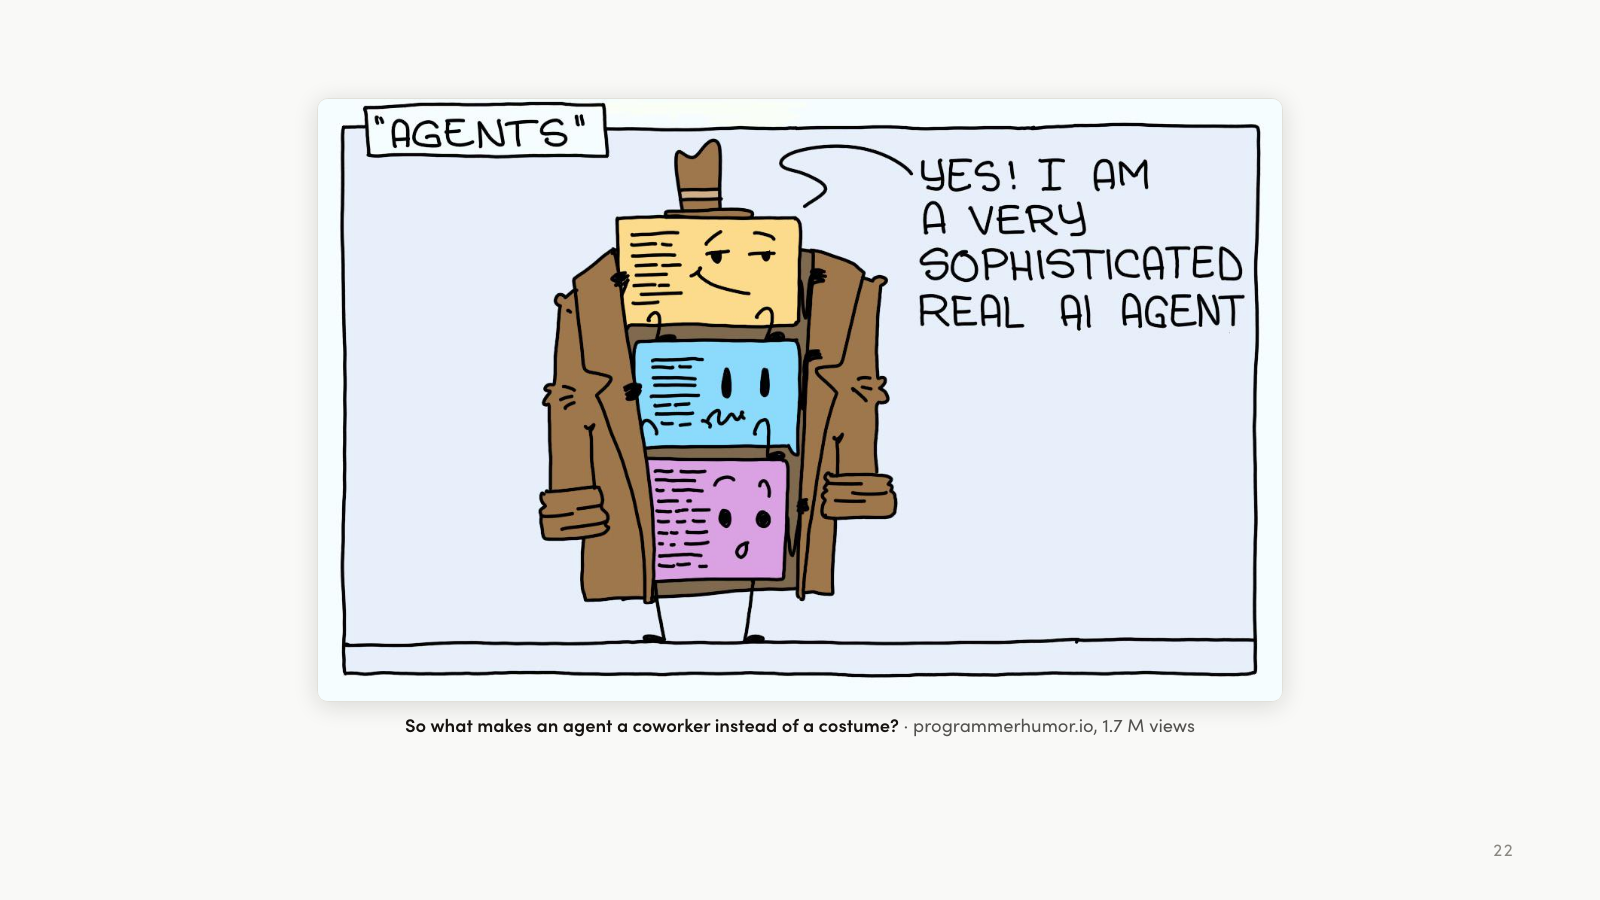 "AGENTS"
YES! I AM
A VERY
SOPHISTICATED
REAL AI AGENT
So what makes an agent a coworker instead of a costume? · programmerhumor.io, 1.7 M views
22